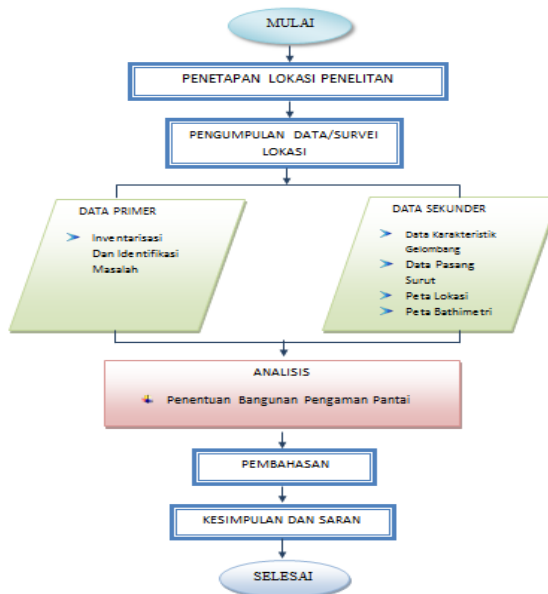 MULAI
PENETAPAN LOKASI PENELITAN
PENGUMPULAN DATA/SURVEI
LOKASI
DATA PRIMER
Inventarisasi
Dan Identifikasi
Masalah
DATA SEKUNDER
Data Karakteristik
Gelombang
Data Pasang
Surut
Peta Lokasi
Peta Bathimetri
ANALISIS
Penentuan Bangunan Pengaman Pantai
PEMBAHASAN
KESIMPULAN DAN SARAN
SELESAI